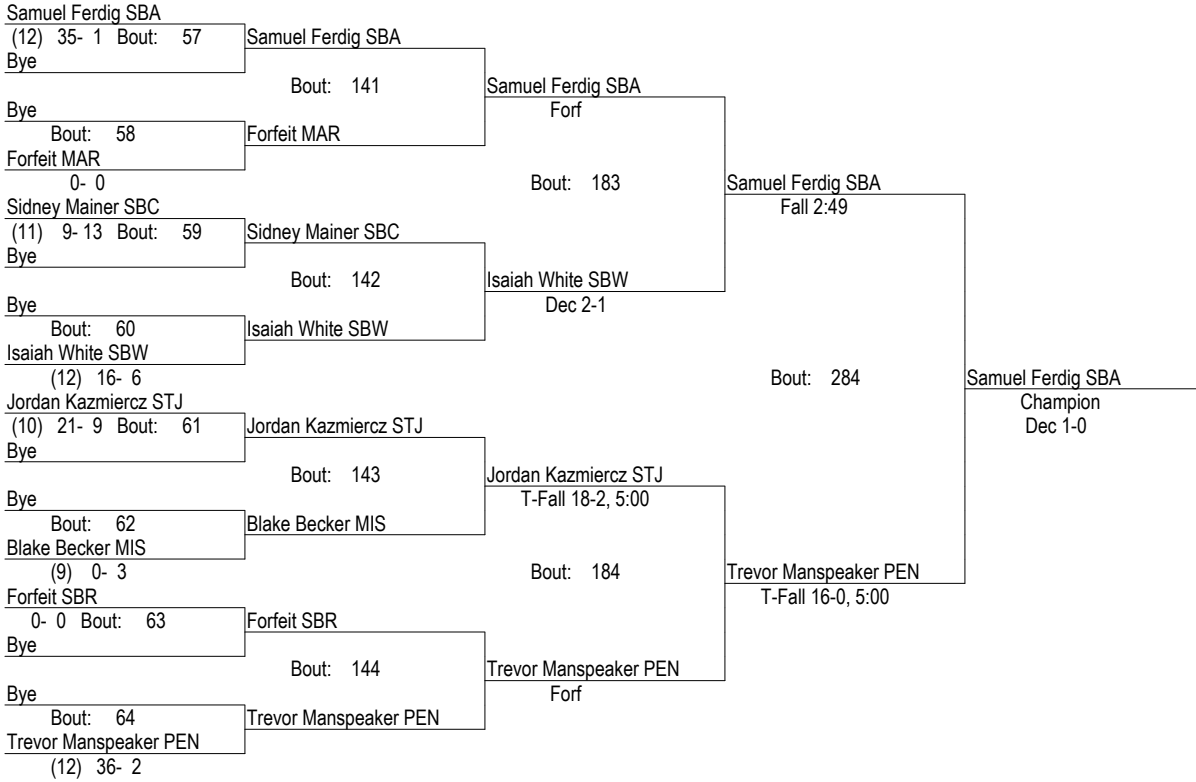 Samuel Ferdig SBA
(12) 35- 1 Bout: 57
Bye
Bye
Bout: 58
Forfeit MAR
0- 0
Sidney Mainer SBC
(11) 9- 13 Bout: 59
Bye
Bye
Bout: 60
Isaiah White SBW
(12) 16- 6
Jordan Kazmiercz STJ
(10) 21- 9 Bout: 61
Bye
Bye
Bout: 62
Blake Becker MIS
(9) 0- 3
Forfeit SBR
0- 0 Bout: 63
Bye
Bye
Bout: 64
Trevor Manspeaker PEN
(12) 36- 2
Samuel Ferdig SBA
Bout: 141
Forfeit MAR
Sidney Mainer SBC
Bout: 142
Isaiah White SBW
Jordan Kazmiercz STJ
Bout: 143
Blake Becker MIS
Forfeit SBR
Bout: 144
Trevor Manspeaker PEN
Samuel Ferdig SBA
Forf
Bout: 183
Isaiah White SBW
Dec 2-1
Jordan Kazmiercz STJ
T-Fall 18-2, 5:00
Bout: 184
Trevor Manspeaker PEN
Forf
Samuel Ferdig SBA
Fall 2:49
Bout: 284
Trevor Manspeaker PEN
T-Fall 16-0, 5:00
Samuel Ferdig SBA
Champion
Dec 1-0